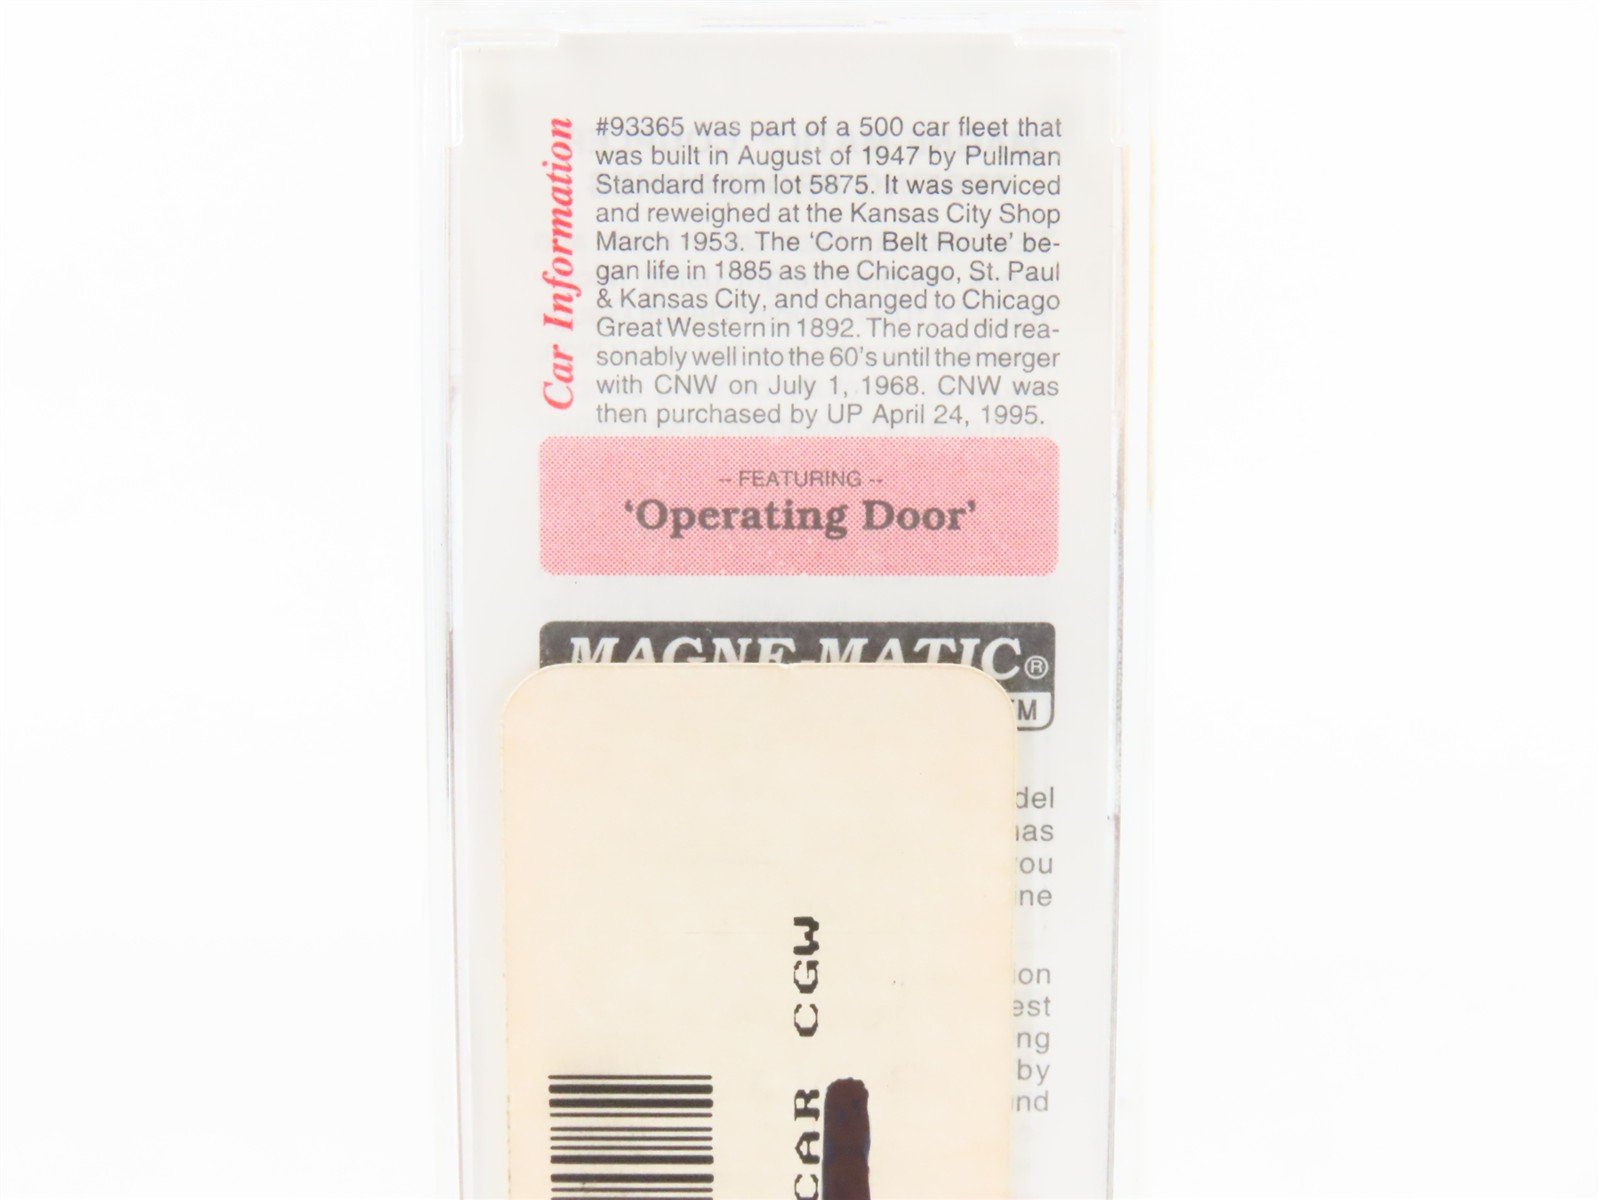 Car Information
#93365 was part of a 500 car fleet that
was built in August of 1947 by Pullman
Standard from lot 5875. It was serviced
and reweighed at the Kansas City Shop
March 1953. The ‘Corn Belt Route’ be-
gan life in 1885 as the Chicago, St. Paul
& Kansas City, and changed to Chicago
Great Western in 1892. The road did rea-
sonably well into the 60’s until the merger
with CNW on July 1, 1968. CNW was
then purchased by UP April 24, 1995.
-- FEATURING --
‘Operating Door’
MAGNE-MATIC®
by
CAR CGW